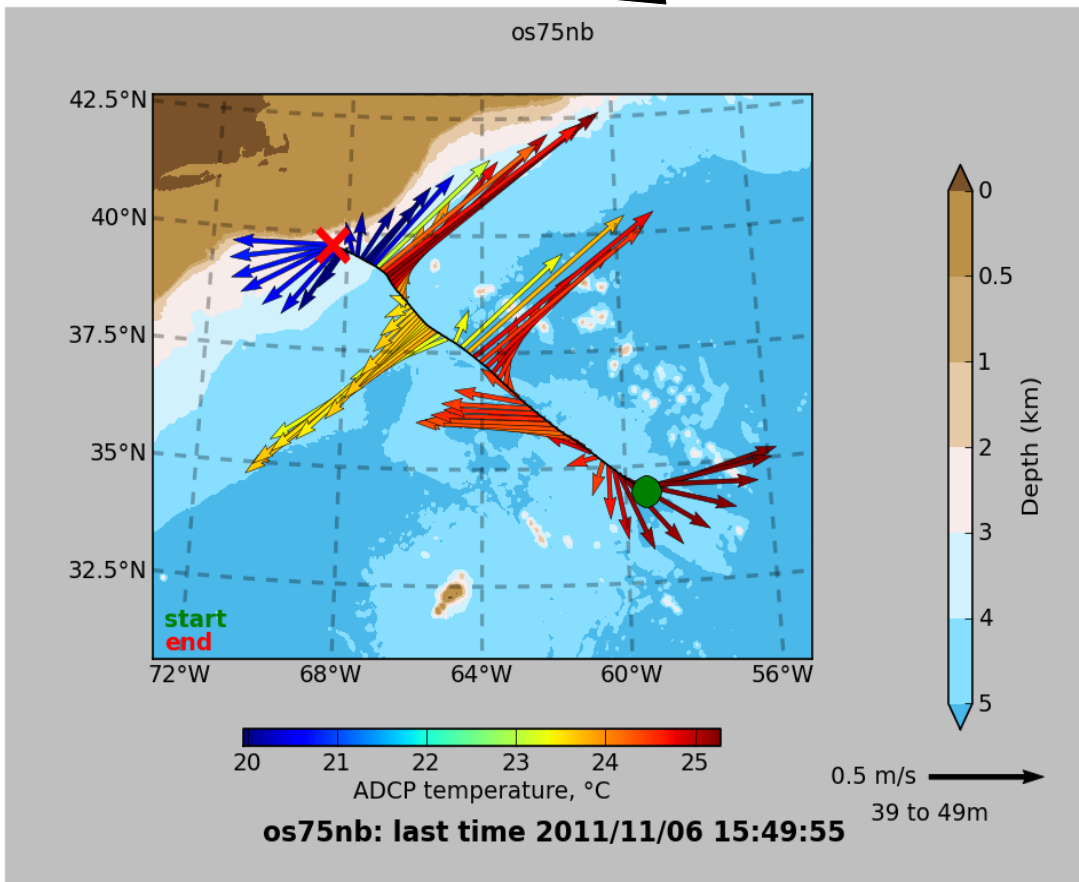 os75nb
42.5°N
40°N
37.5°N
35°N
32.5°N
start
end
72°W 68°W 64°W 60°W 56°W
0
0.5
1
2
3
4
5
Depth (km)
20 21 22 23 24 25
ADCP temperature, °C
0.5 m/s
39 to 49m
os75nb: last time 2011/11/06 15:49:55